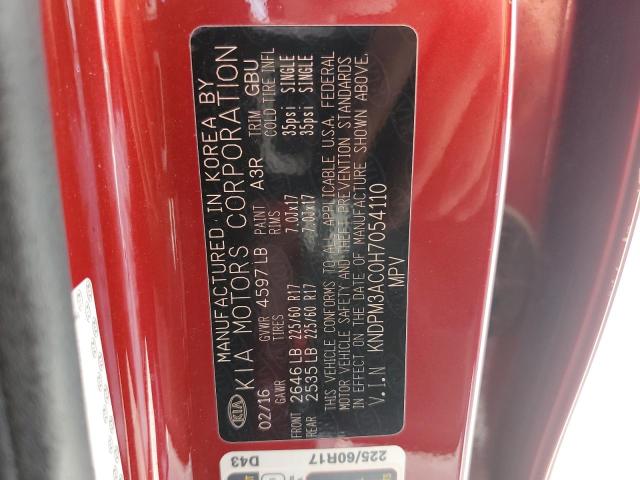 MANUFACTURED IN KOREA BY
KIA KIA MOTORS CORPORATION
02/16 GVWR 4597 LB PAINT A3R TRIM GBU
GAWR TIRES RIMS COLD TIRE INFL
FRONT 2646 LB 225/60 R17 7.0Jx17 35psi SINGLE
REAR 2535 LB 225/60 R17 7.0Jx17 35psi SINGLE
THIS VEHICLE CONFORMS TO ALL APPLICABLE U.S.A. FEDERAL
MOTOR VEHICLE SAFETY AND THEFT PREVENTION STANDARDS
IN EFFECT ON THE DATE OF MANUFACTURE SHOWN ABOVE.
V.I.N KNDPM3AC0H7054110
MPV
D43
225/60R17